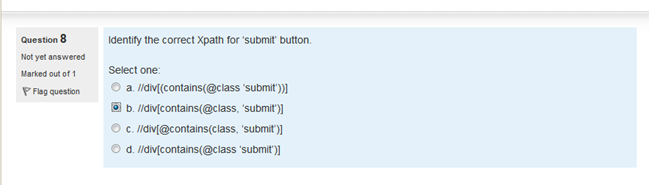 Question 8
Not yet answered
Marked out of 1
Flag question
Identify the correct Xpath for ‘submit’ button.
Select one:
a. //div[(contains(@class ‘submit’))]
b. //div[contains(@class, ‘submit’)]
c. //div[@contains(class, ‘submit’)]
d. //div[contains(@class ‘submit’)]